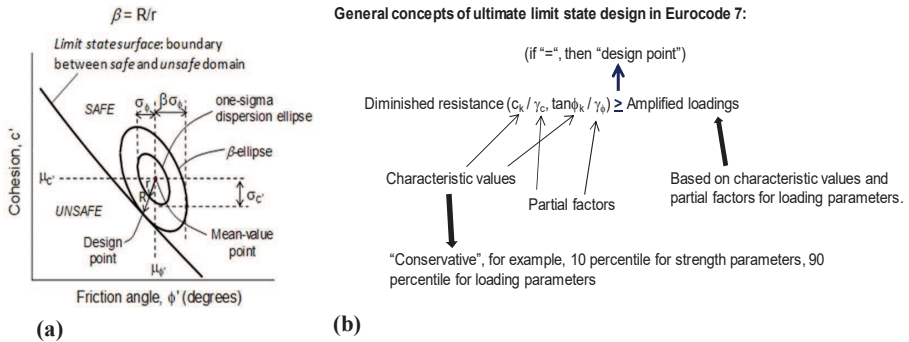 β = R/r
Limit state surface: boundary
between safe and unsafe domain
SAFE
σϕ
βσϕ
one-sigma
dispersion ellipse
β-ellipse
μc'
r
R
σc'
UNSAFE
Design
point
Mean-value
point
μϕ'
Cohesion, c'
Friction angle, ϕ' (degrees)
(a)
General concepts of ultimate limit state design in Eurocode 7:
(if “=“, then “design point”)
Diminished resistance (ck / γc, tanϕk / γϕ) ≥ Amplified loadings
Characteristic values
Partial factors
Based on characteristic values and
partial factors for loading parameters.
“Conservative”, for example, 10 percentile for strength parameters, 90
percentile for loading parameters
(b)